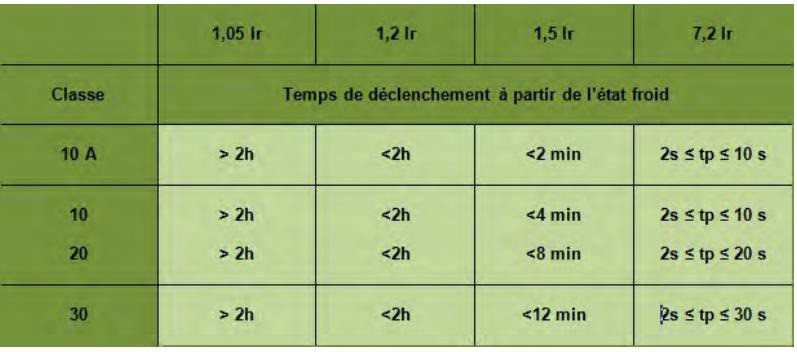 1,05 Ir 1,2 Ir 1,5 Ir 7,2 Ir
Classe Temps de déclenchement à partir de l'état froid
10 A > 2h <2h <2 min 2s ≤ tp ≤ 10 s
10 > 2h <2h <4 min 2s ≤ tp ≤ 10 s
20 > 2h <2h <8 min 2s ≤ tp ≤ 20 s
30 > 2h <2h <12 min 2s ≤ tp ≤ 30 s